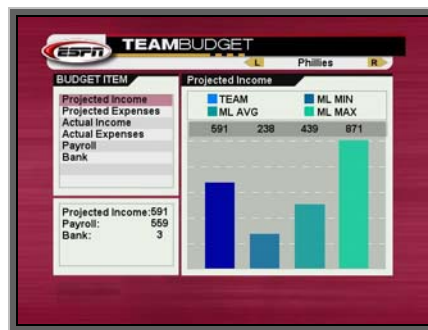 ESPN
TEAMBUDGET
L Phillies R
BUDGET ITEM
Projected Income
Projected Expenses
Actual Income
Actual Expenses
Payroll
Bank
Projected Income:591
Payroll: 559
Bank: 3
Projected Income
TEAM ML MIN
ML AVG ML MAX
591 238 439 871